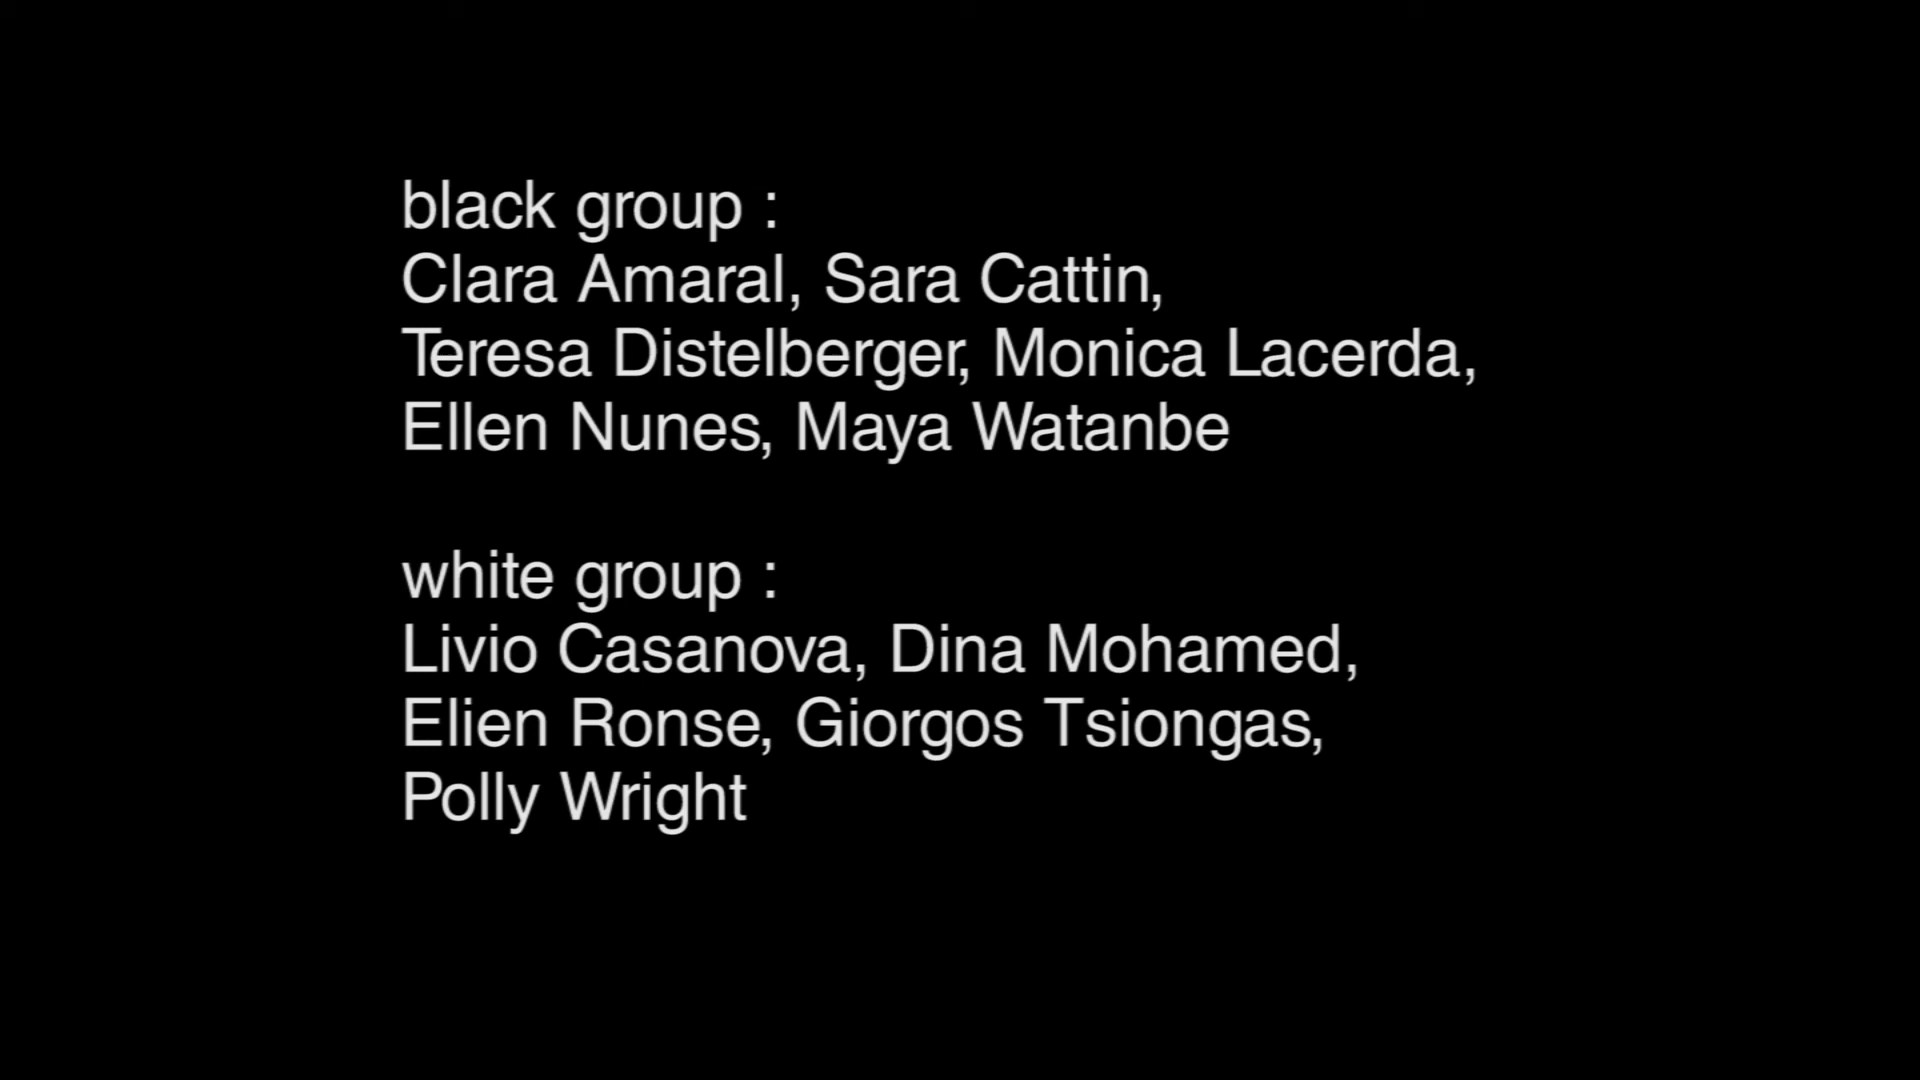 black group :
Clara Amaral, Sara Cattin,
Teresa Distelberger, Monica Lacerda,
Ellen Nunes, Maya Watanbe
white group :
Livio Casanova, Dina Mohamed,
Elien Ronse, Giorgos Tsiongas,
Polly Wright